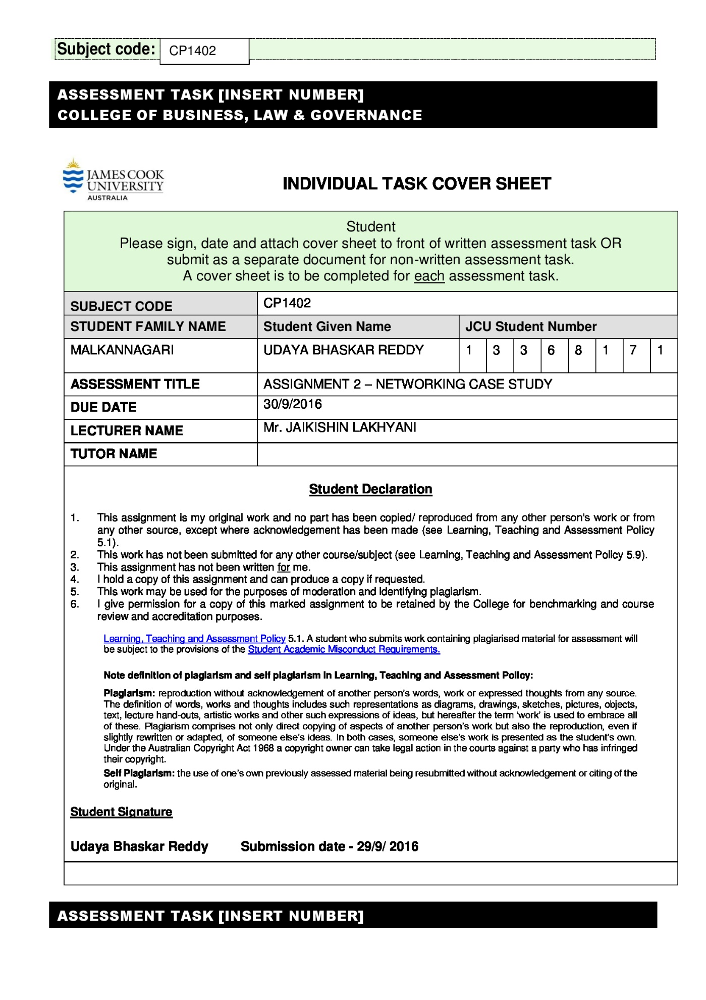 Subject code: CP1402
ASSESSMENT TASK [INSERT NUMBER]
COLLEGE OF BUSINESS, LAW & GOVERNANCE
JAMES COOK
UNIVERSITY
AUSTRALIA
INDIVIDUAL TASK COVER SHEET
Student
Please sign, date and attach cover sheet to front of written assessment task OR
submit as a separate document for non-written assessment task.
A cover sheet is to be completed for each assessment task.
SUBJECT CODE CP1402
STUDENT FAMILY NAME Student Given Name JCU Student Number
MALKANNAGARI UDAYA BHASKAR REDDY 1 3 3 6 8 1 7 1
ASSESSMENT TITLE ASSIGNMENT 2 – NETWORKING CASE STUDY
DUE DATE 30/9/2016
LECTURER NAME Mr. JAIKISHIN LAKHYANI
TUTOR NAME
Student Declaration
1. This assignment is my original work and no part has been copied/ reproduced from any other person's work or from
any other source, except where acknowledgement has been made (see Learning, Teaching and Assessment Policy
5.1).
2. This work has not been submitted for any other course/subject (see Learning, Teaching and Assessment Policy 5.9).
3. This assignment has not been written for me.
4. I hold a copy of this assignment and can produce a copy if requested.
5. This work may be used for the purposes of moderation and identifying plagiarism.
6. I give permission for a copy of this marked assignment to be retained by the College for benchmarking and course
review and accreditation purposes.
Learning, Teaching and Assessment Policy 5.1. A student who submits work containing plagiarised material for assessment will
be subject to the provisions of the Student Academic Misconduct Requirements.
Note definition of plagiarism and self plagiarism in Learning, Teaching and Assessment Policy:
Plagiarism: reproduction without acknowledgement of another person's words, work or expressed thoughts from any source.
The definition of words, works and thoughts includes such representations as diagrams, drawings, sketches, pictures, objects,
text, lecture hand-outs, artistic works and other such expressions of ideas, but hereafter the term 'work' is used to embrace all
of these. Plagiarism comprises not only direct copying of aspects of another person's work but also the reproduction, even if
slightly rewritten or adapted, of someone else's ideas. In both cases, someone else's work is presented as the student's own.
Under the Australian Copyright Act 1968 a copyright owner can take legal action in the courts against a party who has infringed
their copyright.
Self Plagiarism: the use of one's own previously assessed material being resubmitted without acknowledgement or citing of the
original.
Student Signature
Udaya Bhaskar Reddy Submission date - 29/9/ 2016
ASSESSMENT TASK [INSERT NUMBER]